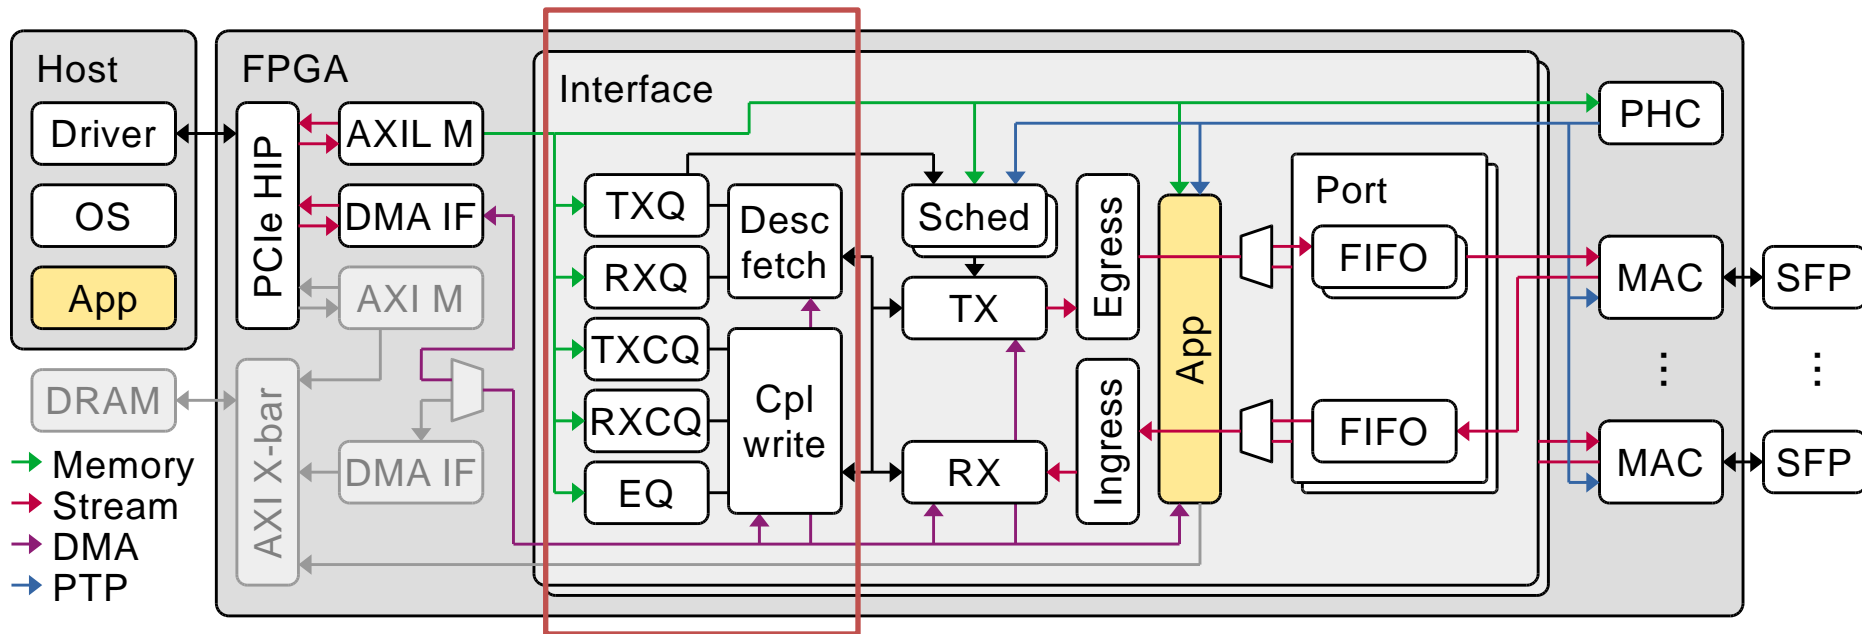 Host
Driver
OS
App
DRAM
Memory
Stream
DMA
PTP
FPGA
PCIe HIP
AXIL M
DMA IF
AXI M
AXI X-bar
DMA IF
Interface
TXQ
RXQ
TXCQ
RXCQ
EQ
Desc
fetch
Cpl
write
Sched
TX
RX
Egress
Ingress
App
Port
FIFO
FIFO
PHC
MAC
...
MAC
SFP
...
SFP